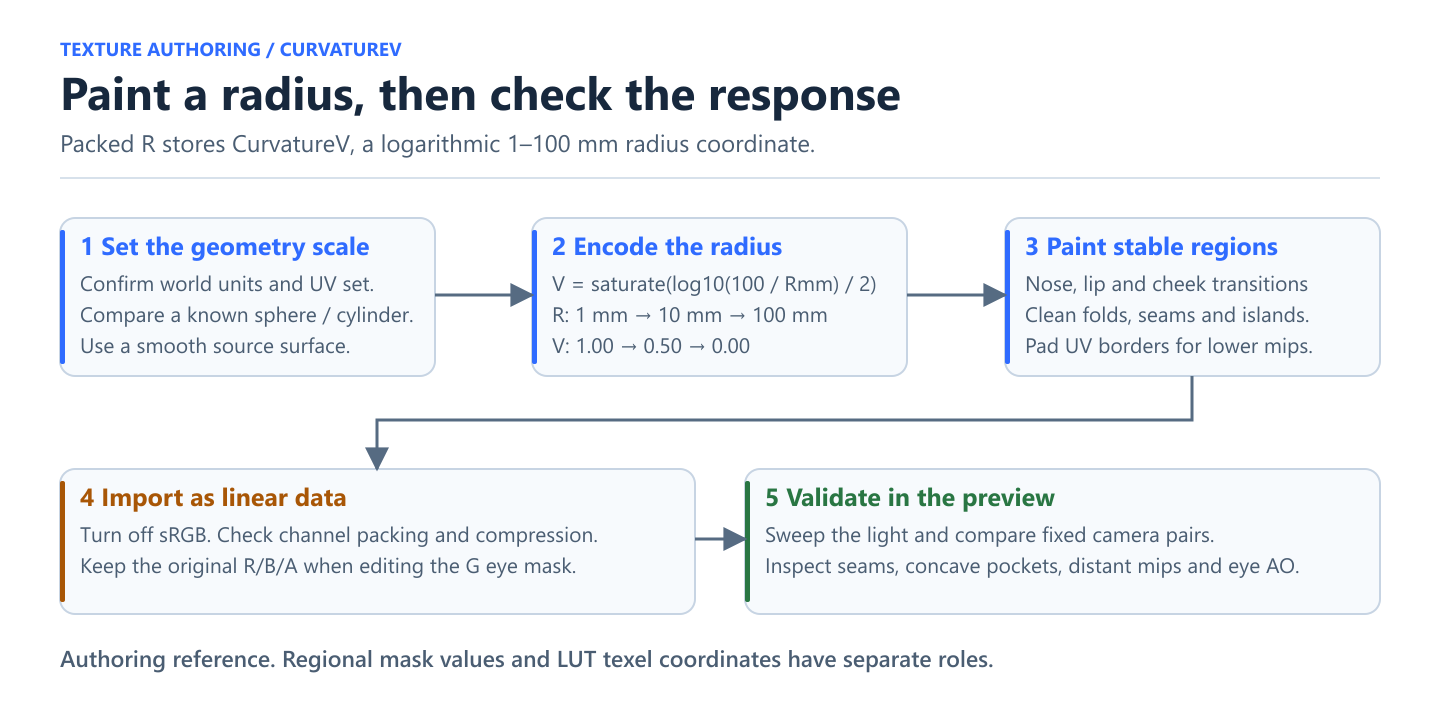 TEXTURE AUTHORING / CURVATUREV
Paint a radius, then check the response
Packed R stores CurvatureV, a logarithmic 1–100 mm radius coordinate.
1 Set the geometry scale
Confirm world units and UV set.
Compare a known sphere / cylinder.
Use a smooth source surface.
2 Encode the radius
V = saturate(log10(100 / Rmm) / 2)
R: 1 mm → 10 mm → 100 mm
V: 1.00 → 0.50 → 0.00
3 Paint stable regions
Nose, lip and cheek transitions
Clean folds, seams and islands.
Pad UV borders for lower mips.
4 Import as linear data
Turn off sRGB. Check channel packing and compression.
Keep the original R/B/A when editing the G eye mask.
5 Validate in the preview
Sweep the light and compare fixed camera pairs.
Inspect seams, concave pockets, distant mips and eye AO.
Authoring reference. Regional mask values and LUT texel coordinates have separate roles.